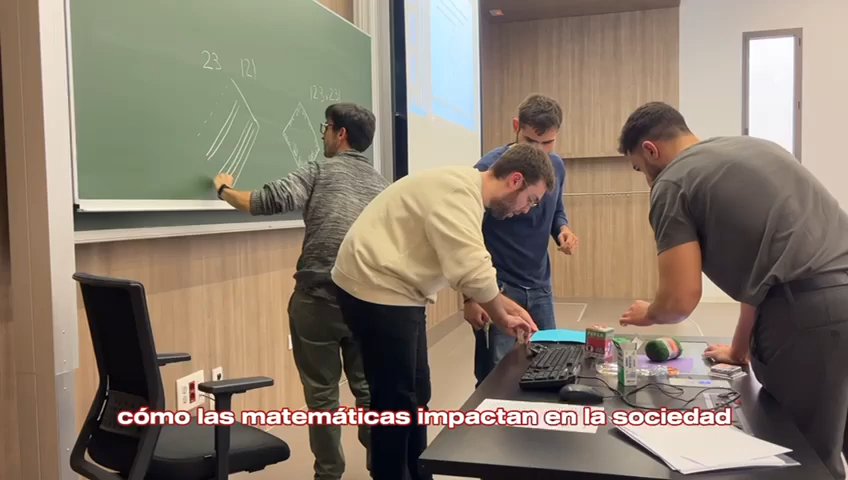 23 121
cómo las matemáticas impactan en la sociedad